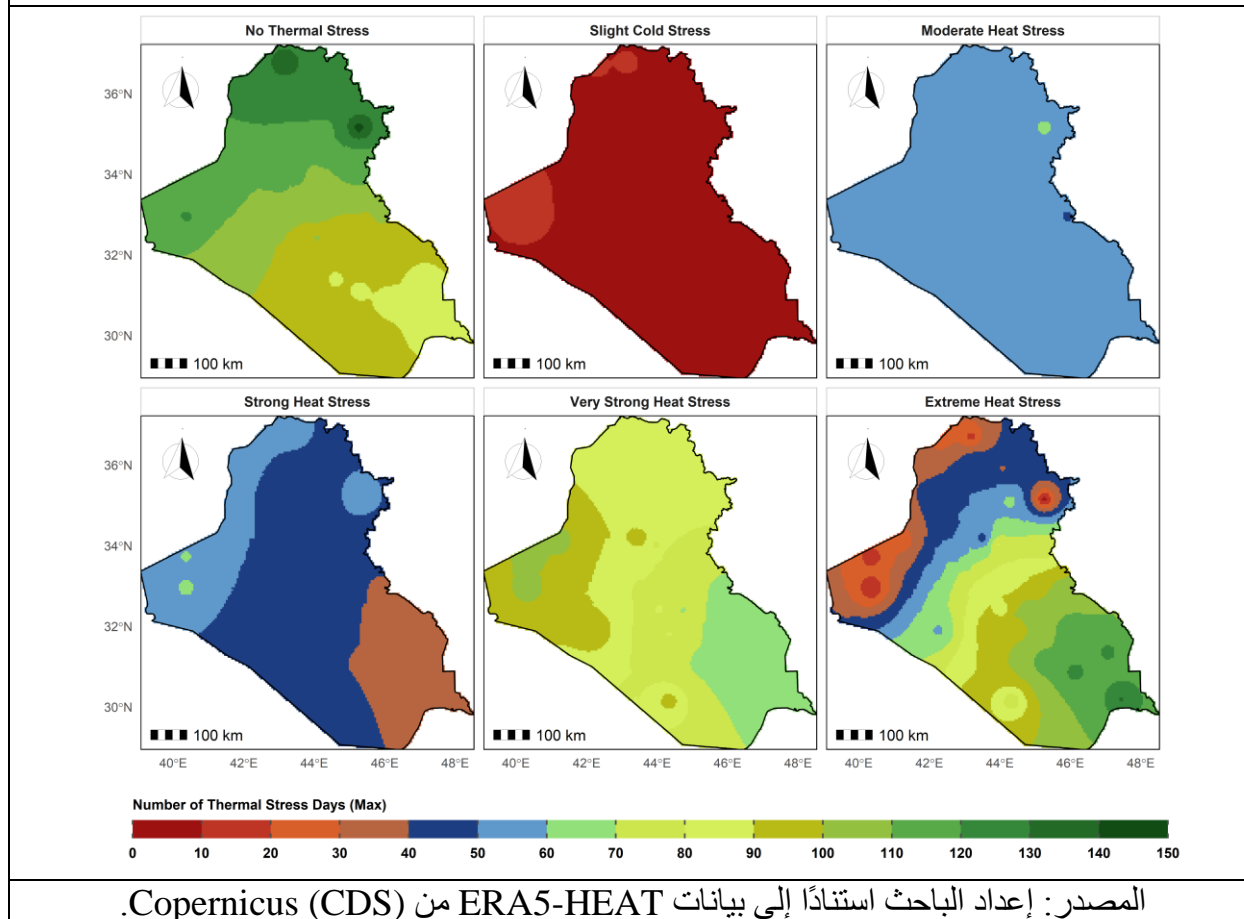 No Thermal Stress
Slight Cold Stress
Moderate Heat Stress
36°N
34°N
32°N
30°N
100 km
100 km
100 km
Strong Heat Stress
Very Strong Heat Stress
Extreme Heat Stress
36°N
34°N
32°N
30°N
100 km
100 km
100 km
40°E 42°E 44°E 46°E 48°E
40°E 42°E 44°E 46°E 48°E
40°E 42°E 44°E 46°E 48°E
Number of Thermal Stress Days (Max)
0 10 20 30 40 50 60 70 80 90 100 110 120 130 140 150
المصدر: إعداد الباحث استنادًا إلى بيانات ERA5-HEAT من Copernicus (CDS).